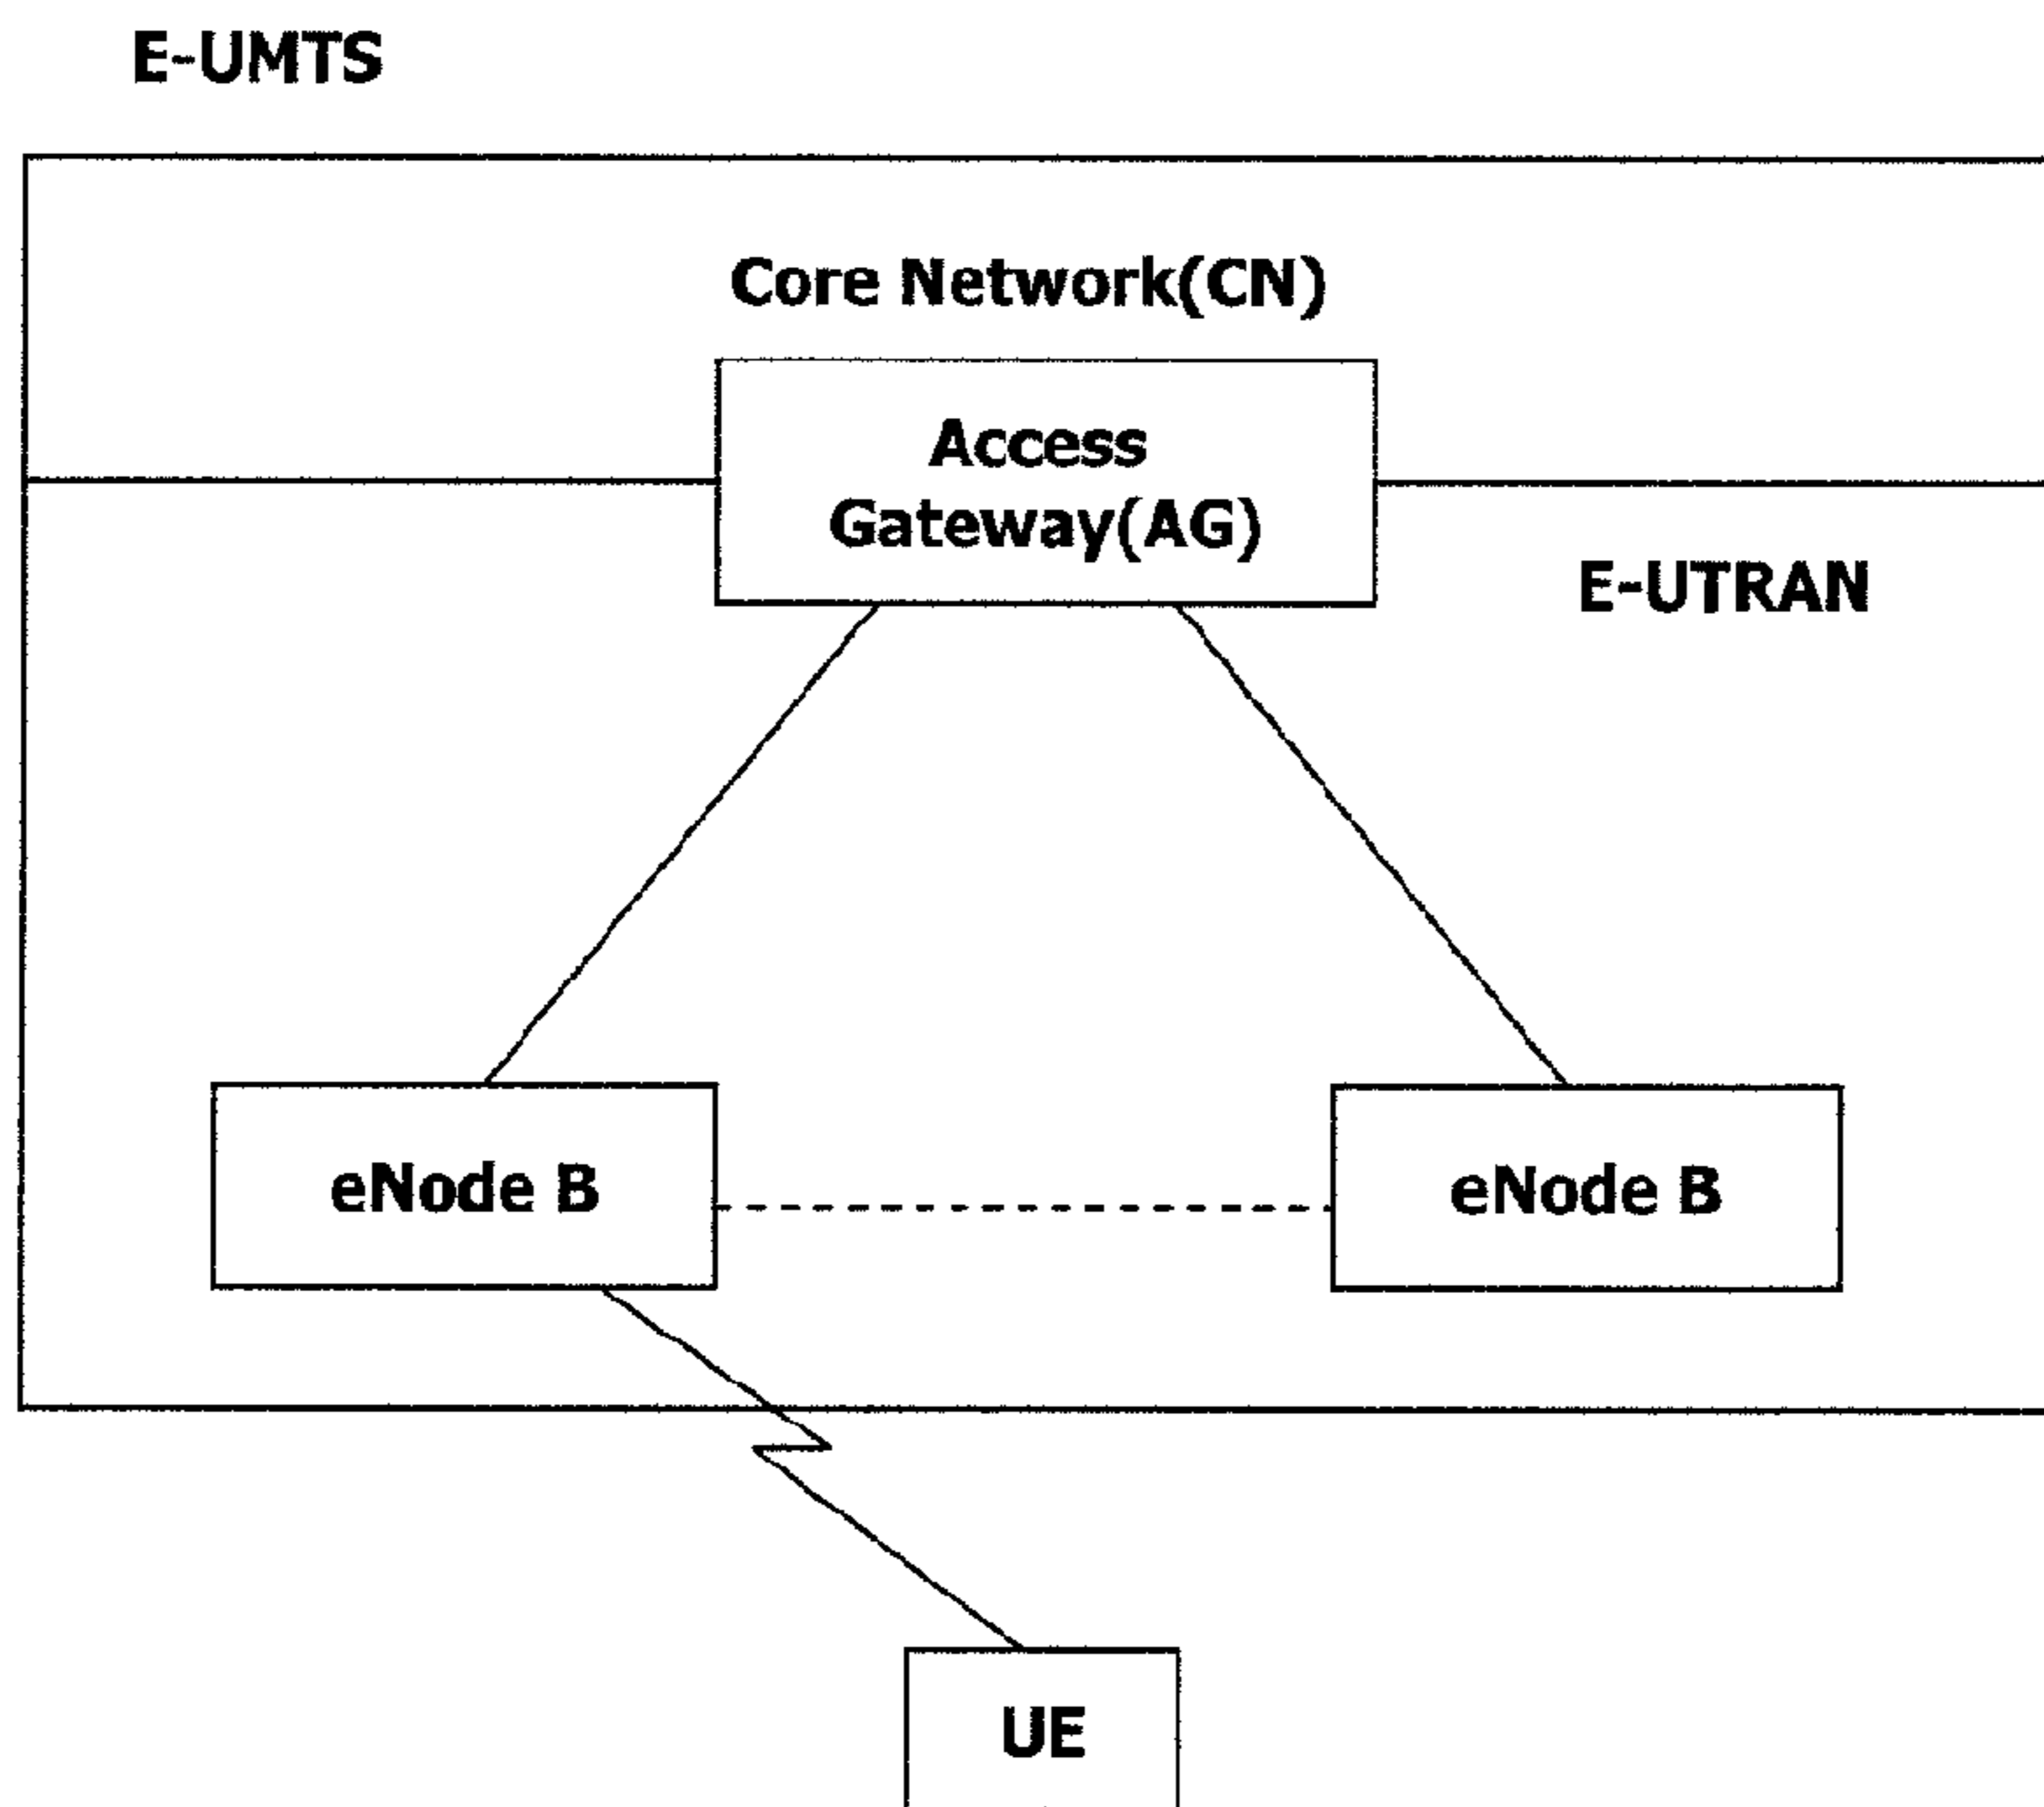 E-UMTS
Core Network(CN)
Access
Gateway(AG)
E-UTRAN
eNode B
eNode B
UE